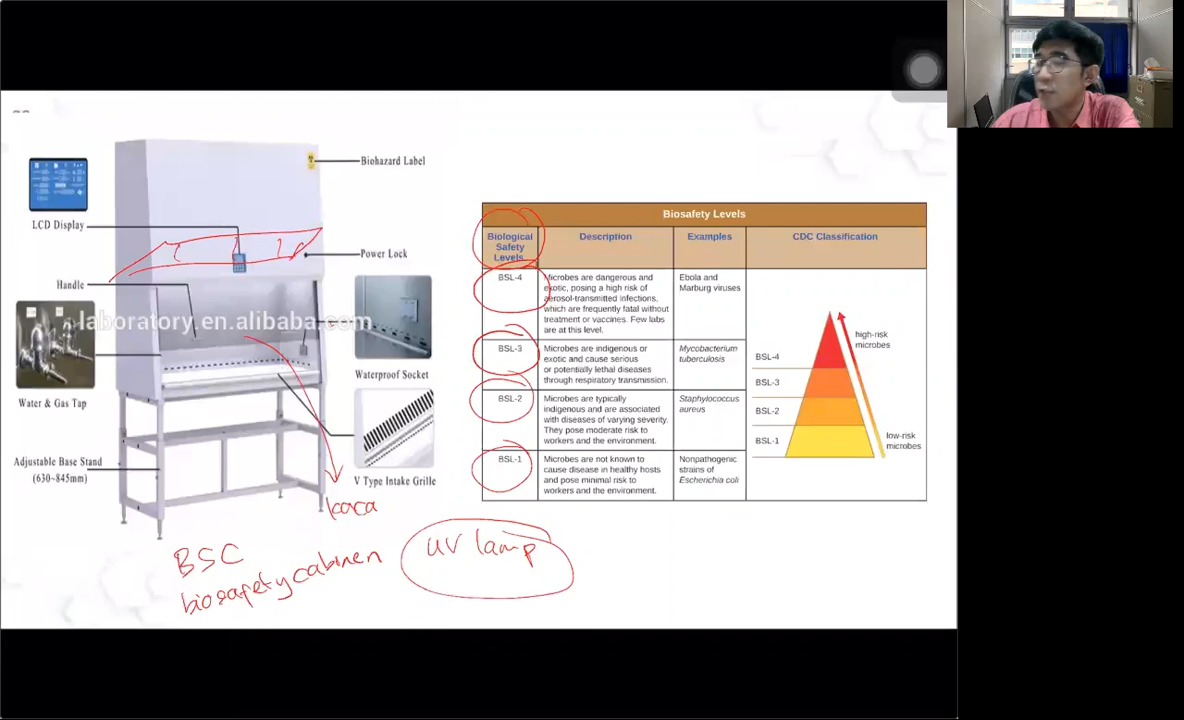 Biohazard Label
LCD Display
Power Lock
Handle
laboratory.en.alibaba.com
Waterproof Socket
Water & Gas Tap
V Type Intake Grille
Adjustable Base Stand
(630~845mm)
kaca
BSC
biosafety cabinen
uv lamp
Biosafety Levels
Biological
Safety
Levels
Description
Examples
CDC Classification
BSL-4
Microbes are dangerous and
exotic, posing a high risk of
aerosol-transmitted infections,
which are frequently fatal without
treatment or vaccines. Few labs
are at this level.
Ebola and
Marburg viruses
BSL-3
Microbes are indigenous or
exotic and cause serious
or potentially lethal diseases
through respiratory transmission.
Mycobacterium
tuberculosis
BSL-2
Microbes are typically
indigenous and are associated
with diseases of varying severity.
They pose moderate risk to
workers and the environment.
Staphylococcus
aureus
BSL-1
Microbes are not known to
cause disease in healthy hosts
and pose minimal risk to
workers and the environment.
Nonpathogenic
strains of
Escherichia coli
high-risk
microbes
BSL-4
BSL-3
BSL-2
BSL-1
low-risk
microbes